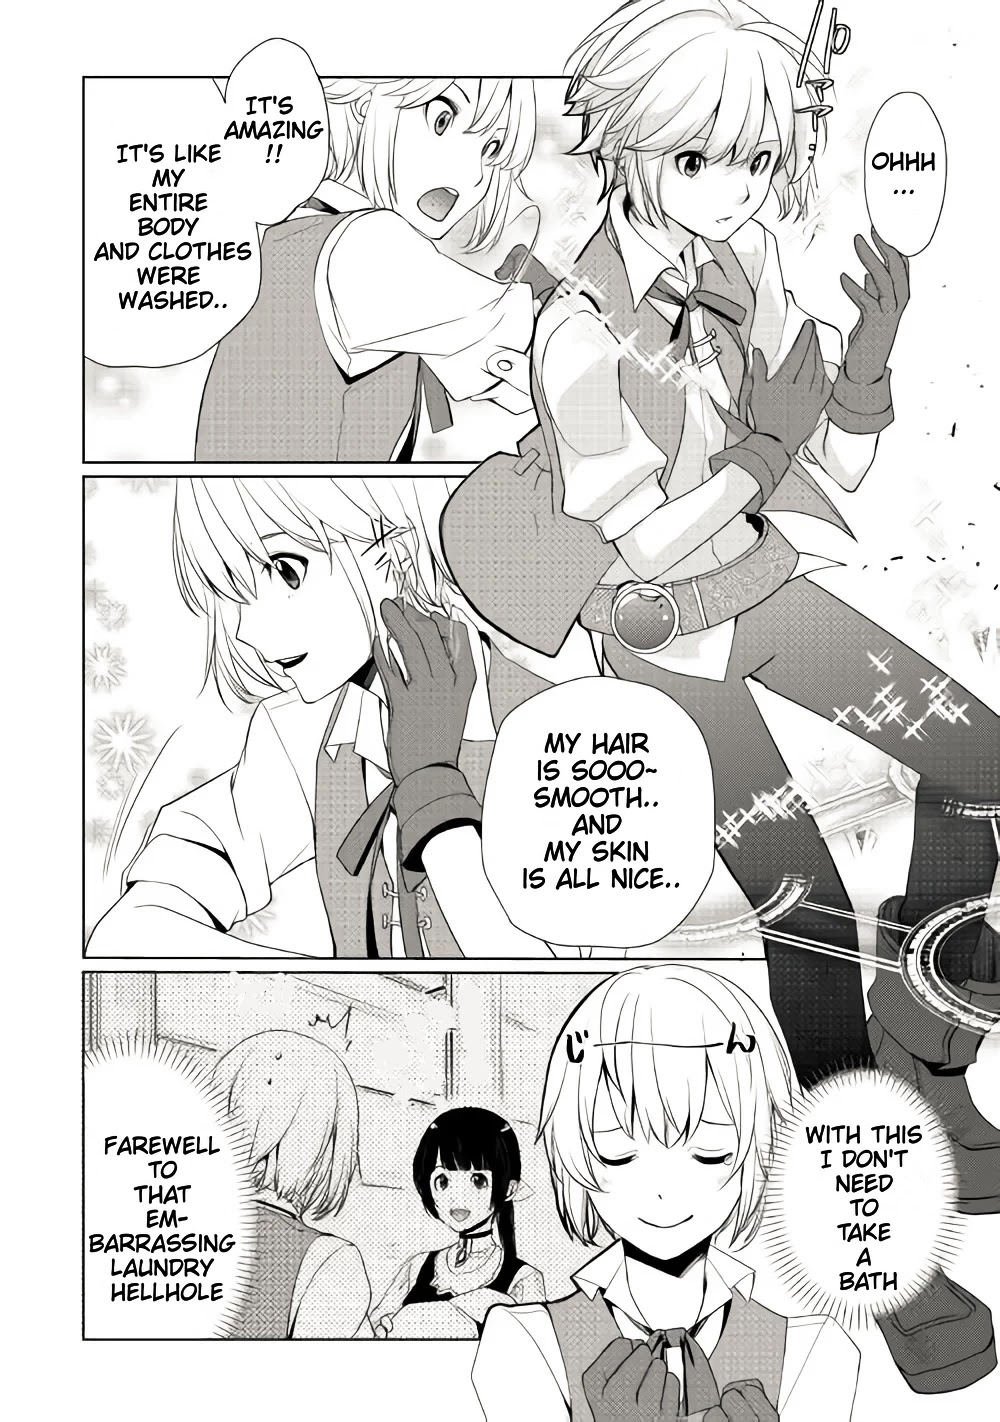 パ
OHHH
...
IT'S
AMAZING
!!
IT'S LIKE
MY
ENTIRE
BODY
AND CLOTHES
WERE
WASHED..
MY HAIR
IS SOOO~
SMOOTH..
AND
MY SKIN
IS ALL NICE..
じーん
WITH THIS
I DON'T
NEED
TO
TAKE
A
BATH
FAREWELL
TO
THAT
EM-
BARRASSING
LAUNDRY
HELLHOLE